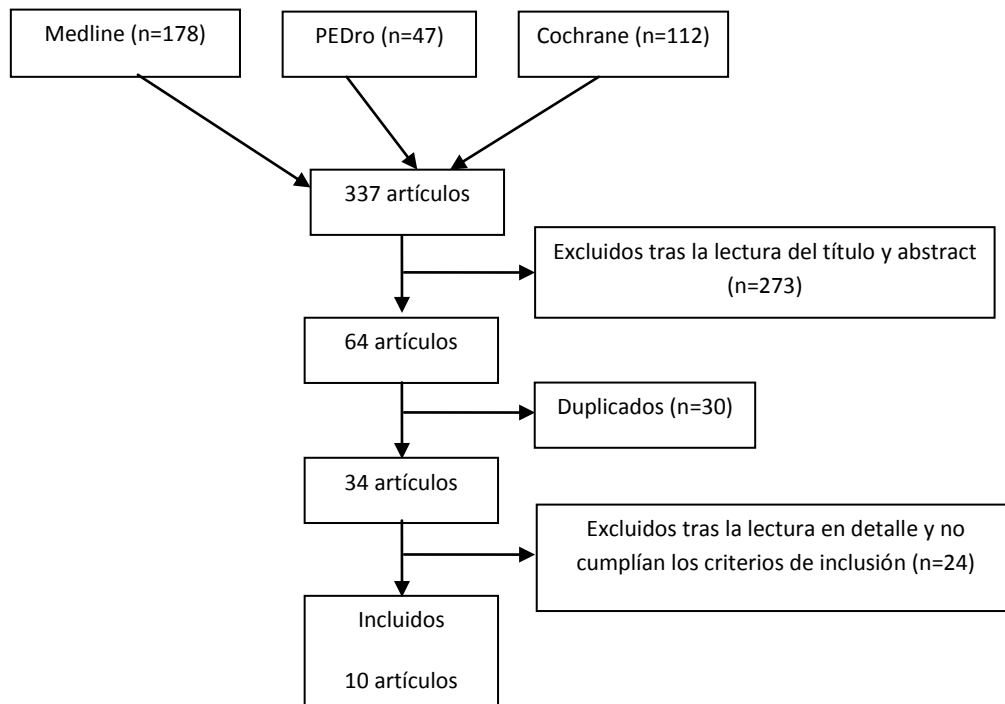 Medline (n=178)
PEDro (n=47)
Cochrane (n=112)
337 artículos
Excluidos tras la lectura del título y abstract
(n=273)
64 artículos
Duplicados (n=30)
34 artículos
Excluidos tras la lectura en detalle y no
cumplían los criterios de inclusión (n=24)
Incluidos
10 artículos